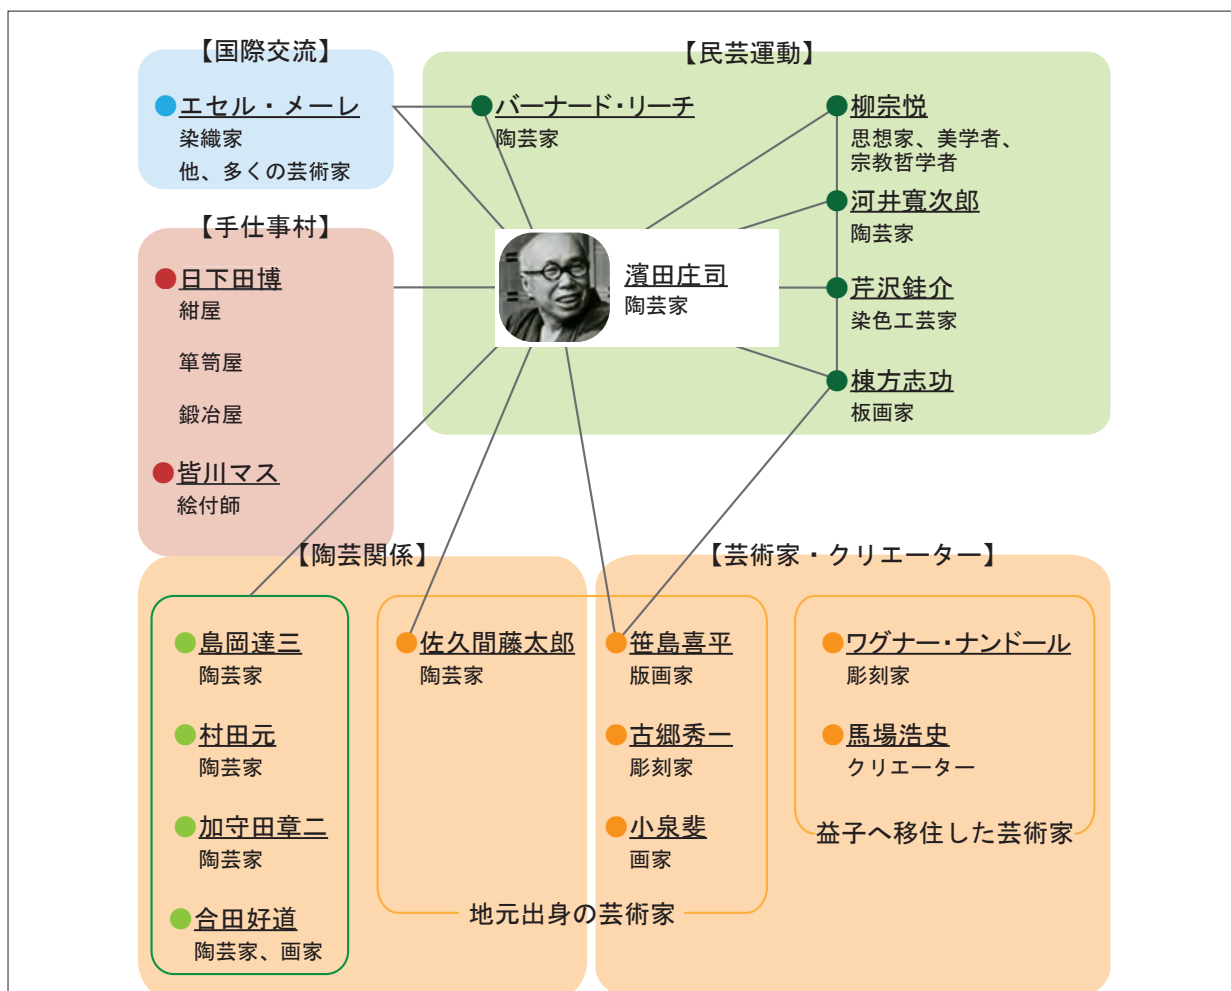 【国際交流】
エセル・メーレ
染織家
他、多くの芸術家
【民芸運動】
バーナード・リーチ
陶芸家
柳宗悦
思想家、美学者、
宗教哲学者
河井寬次郎
陶芸家
芹沢銈介
染色工芸家
棟方志功
板画家
濱田庄司
陶芸家
【手仕事村】
日下田博
紺屋
箪笥屋
鍛冶屋
皆川マス
絵付師
【陶芸関係】
島岡達三
陶芸家
村田元
陶芸家
加守田章二
陶芸家
合田好道
陶芸家、画家
佐久間藤太郎
陶芸家
【芸術家・クリエーター】
笹島喜平
版画家
古郷秀一
彫刻家
小泉斐
画家
地元出身の芸術家
ワグナー・ナンドール
彫刻家
馬場浩史
クリエーター
益子へ移住した芸術家